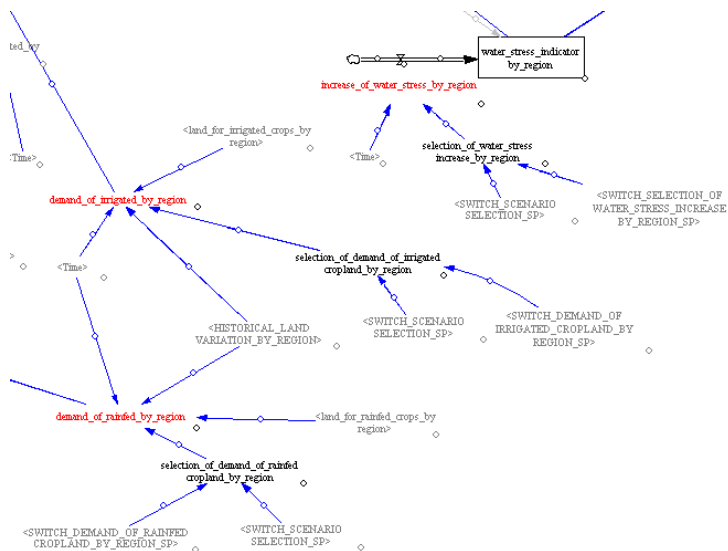 ted_by
water_stress_indicator
by_region
increase_of_water_stress_by_region
<land_for_irrigated_crops_by
region>
<Time>
selection_of_water_stress
increase_by_region
Time>
<SWITCH_SCENARIO
SELECTION_SP>
<SWITCH_SELECTION_OF
WATER_STRESS_INCREASE
BY_REGION_SP>
demand_of_irrigated_by_region
>
<Time>
selection_of_demand_of_irrigated
cropland_by_region
<HISTORICAL_LAND
VARIATION_BY_REGION>
<SWITCH_SCENARIO
SELECTION_SP>
<SWITCH_DEMAND_OF
IRRIGATED_CROPLAND_BY
REGION_SP>
demand_of_rainfed_by_region
<land_for_rainfed_crops_by
region>
selection_of_demand_of_rainfed
cropland_by_region
<SWITCH_DEMAND_OF_RAINFED
CROPLAND_BY_REGION_SP>
<SWITCH_SCENARIO
SELECTION_SP>